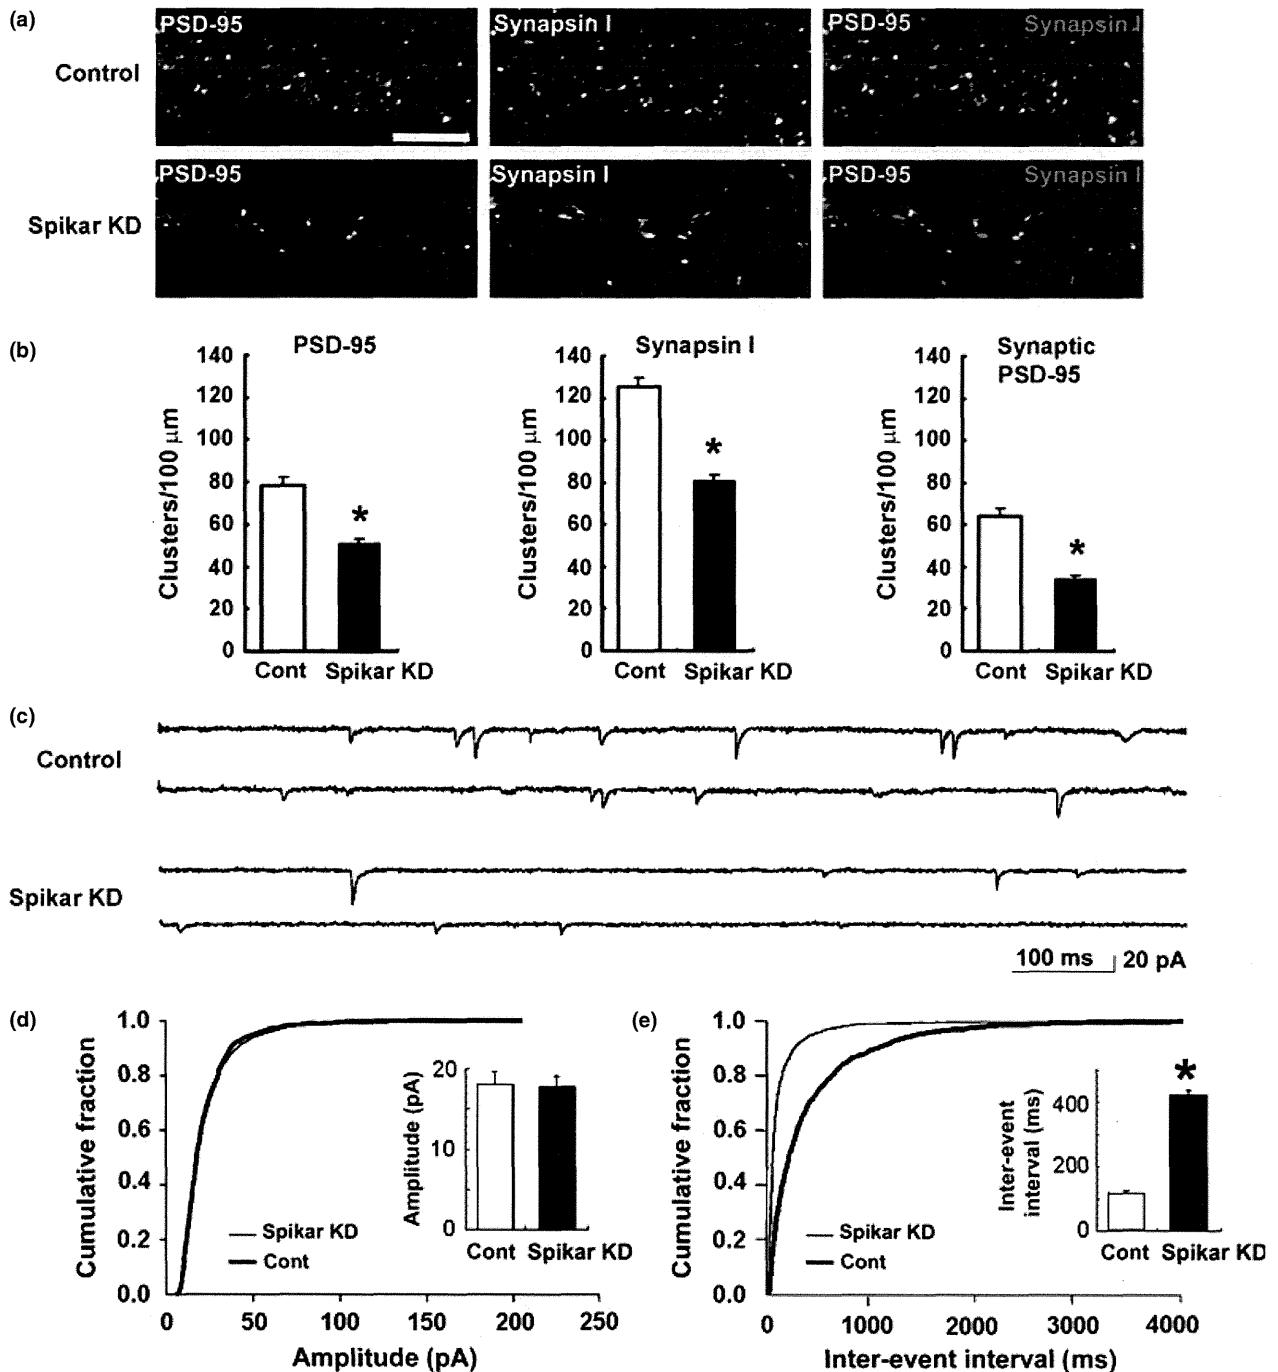 (a)
PSD-95
Synapsin I
PSD-95 Synapsin I
Control
PSD-95
Synapsin I
PSD-95 Synapsin I
Spikar KD
(b)
PSD-95
Clusters/100 μm
140
120
100
80
60
40
20
0
*
Cont Spikar KD
Synapsin I
Clusters/100 μm
140
120
100
80
60
40
20
0
*
Cont Spikar KD
Synaptic
PSD-95
Clusters/100 μm
140
120
100
80
60
40
20
0
*
Cont Spikar KD
(c)
Control
Spikar KD
100 ms 20 pA
(d)
Cumulative fraction
1.0
0.8
0.6
0.4
0.2
0.0
0 50 100 150 200 250
Amplitude (pA)
Spikar KD
Cont
Amplitude (pA)
20
10
0
Cont Spikar KD
(e)
Cumulative fraction
1.0
0.8
0.6
0.4
0.2
0.0
0 1000 2000 3000 4000
Inter-event interval (ms)
Spikar KD
Cont
Inter-event
interval (ms)
400
200
0
*
Cont Spikar KD